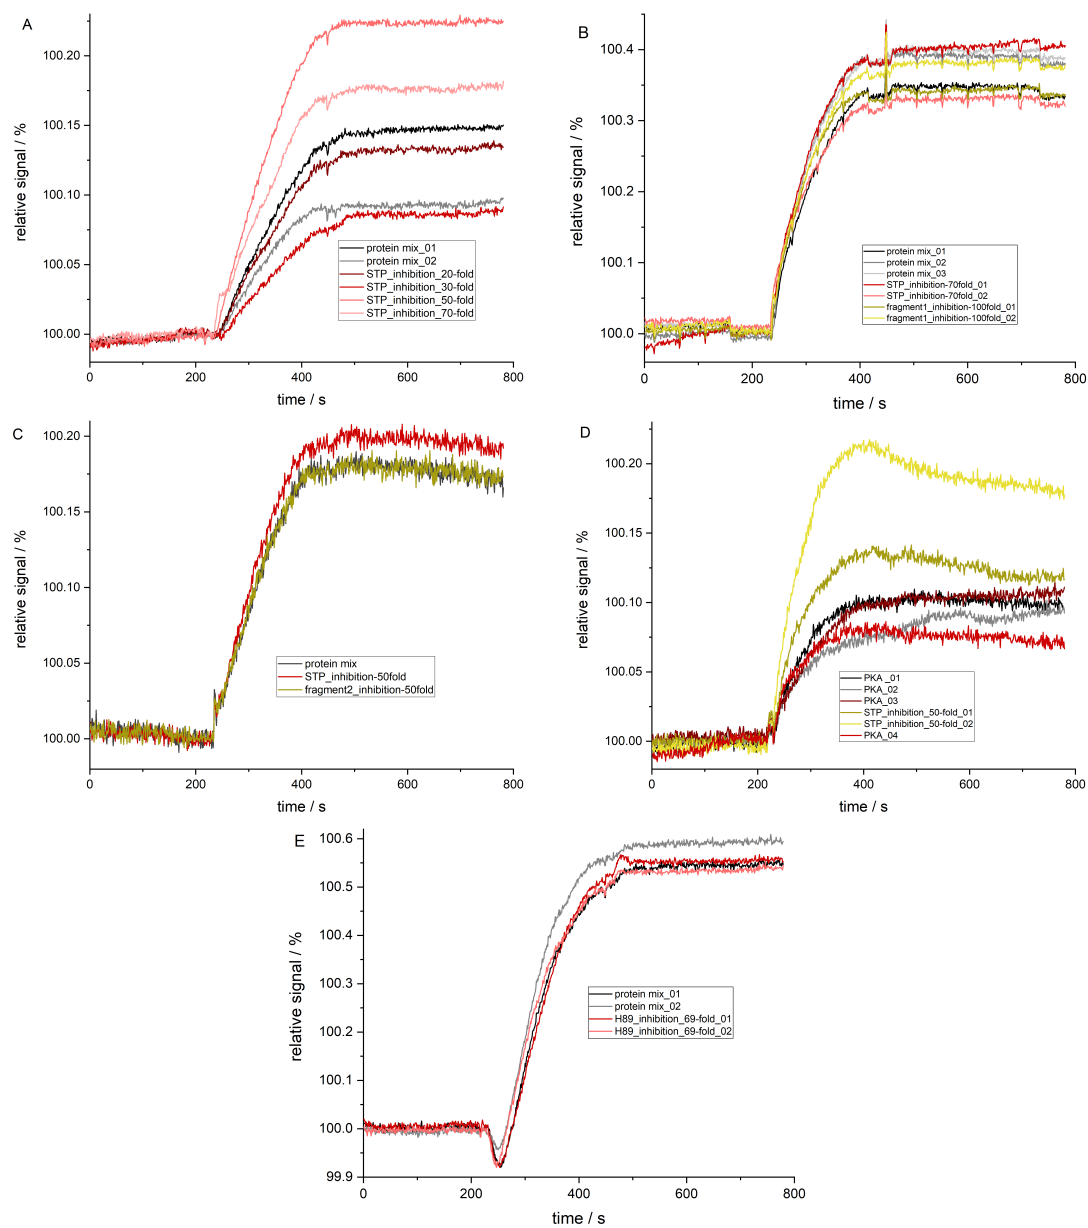 A
relative signal / %
100.20
100.15
100.10
100.05
100.00
protein mix_01
protein mix_02
STP_inhibition_20-fold
STP_inhibition_30-fold
STP_inhibition_50-fold
STP_inhibition_70-fold
0 200 400 600 800
time / s
B
relative signal / %
100.4
100.3
100.2
100.1
100.0
protein mix_01
protein mix_02
protein mix_03
STP_inhibition-70fold_01
STP_inhibition-70fold_02
fragment1_inhibition-100fold_01
fragment1_inhibition-100fold_02
0 200 400 600 800
time / s
C
relative signal / %
100.20
100.15
100.10
100.05
100.00
protein mix
STP_inhibition-50fold
fragment2_inhibition-50fold
0 200 400 600 800
time / s
D
relative signal / %
100.20
100.15
100.10
100.05
100.00
PKA _01
PKA_02
PKA_03
STP_inhibition_50-fold_01
STP_inhibition_50-fold_02
PKA_04
0 200 400 600 800
time / s
E
relative signal / %
100.6
100.5
100.4
100.3
100.2
100.1
100.0
99.9
protein mix_01
protein mix_02
H89_inhibition_69-fold_01
H89_inhibition_69-fold_02
0 200 400 600 800
time / s